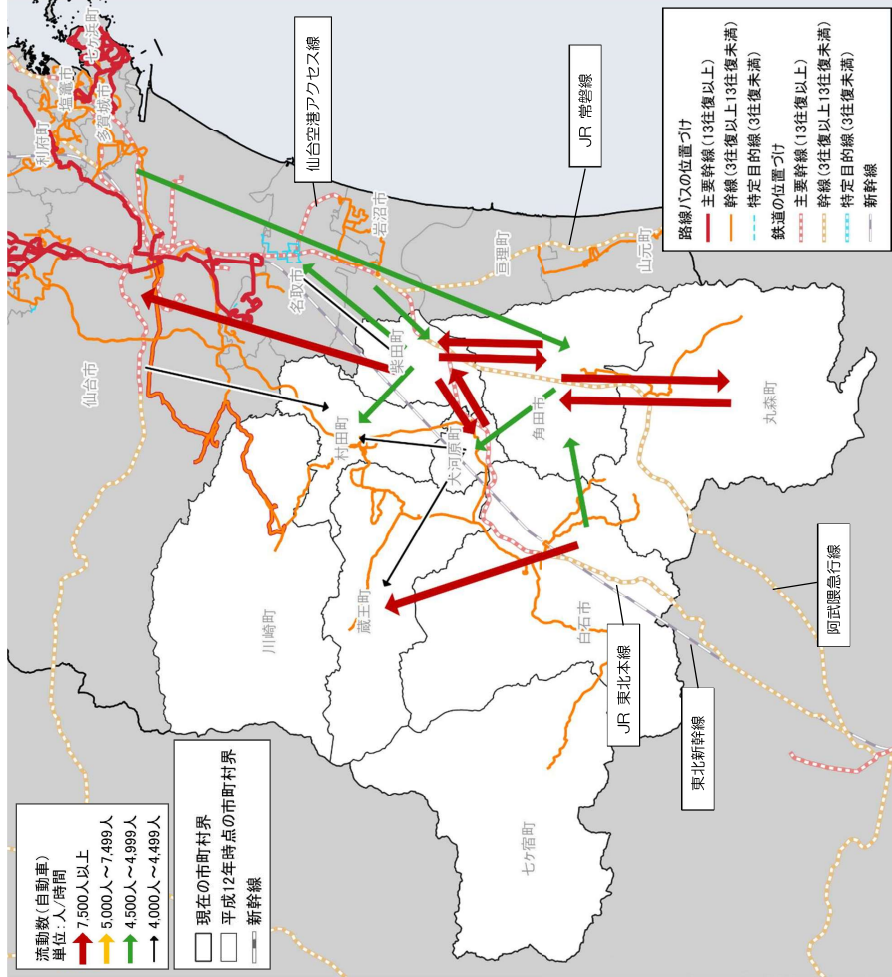 流動数(自動車)
単位：人/時間
7,500人以上
5,000人～7,499人
4,500人～4,999人
4,000人～4,499人
現在の市町村界
平成12年時点の市町村界
新幹線
利府町
塩竈市
七ヶ浜町
多賀城市
仙台市
仙台空港アクセス線
名取市
岩沼市
JR 常磐線
川崎町
村田町
柴田町
亘理町
山元町
蔵王町
大河原町
角田市
丸森町
七ヶ宿町
白石市
JR 東北本線
東北新幹線
阿武隈急行線
路線バスの位置づけ
主要幹線(13往復以上)
幹線(3往復以上13往復未満)
特定目的線(3往復未満)
鉄道の位置づけ
主要幹線(13往復以上)
幹線(3往復以上13往復未満)
特定目的線(3往復未満)
新幹線